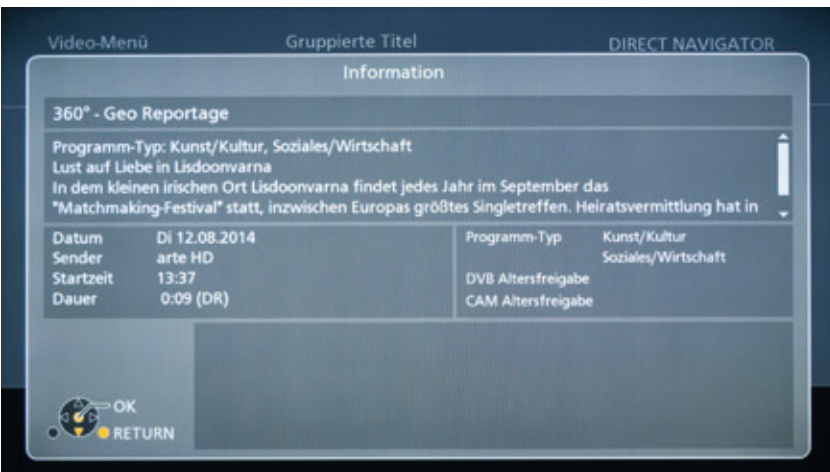 Video-Menü Gruppierte Titel DIRECT NAVIGATOR
Information
360° - Geo Reportage
Programm-Typ: Kunst/Kultur, Soziales/Wirtschaft
Lust auf Liebe in Lisdoonvarna
In dem kleinen irischen Ort Lisdoonvarna findet jedes Jahr im September das
"Matchmaking-Festival" statt, inzwischen Europas größtes Singletreffen. Heiratsvermittlung hat in
Datum Di 12.08.2014
Sender arte HD
Startzeit 13:37
Dauer 0:09 (DR)
Programm-Typ Kunst/Kultur
Soziales/Wirtschaft
DVB Altersfreigabe
CAM Altersfreigabe
OK
RETURN